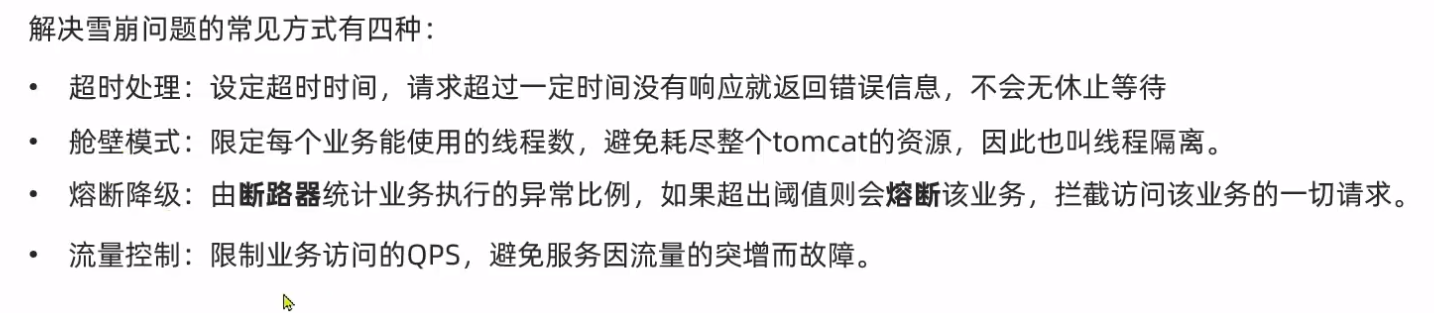 解决雪崩问题的常见方式有四种：
• 超时处理：设定超时时间，请求超过一定时间没有响应就返回错误信息，不会无休止等待
• 舱壁模式：限定每个业务能使用的线程数，避免耗尽整个tomcat的资源，因此也叫线程隔离。
• 熔断降级：由断路器统计业务执行的异常比例，如果超出阈值则会熔断该业务，拦截访问该业务的一切请求。
• 流量控制：限制业务访问的QPS，避免服务因流量的突增而故障。